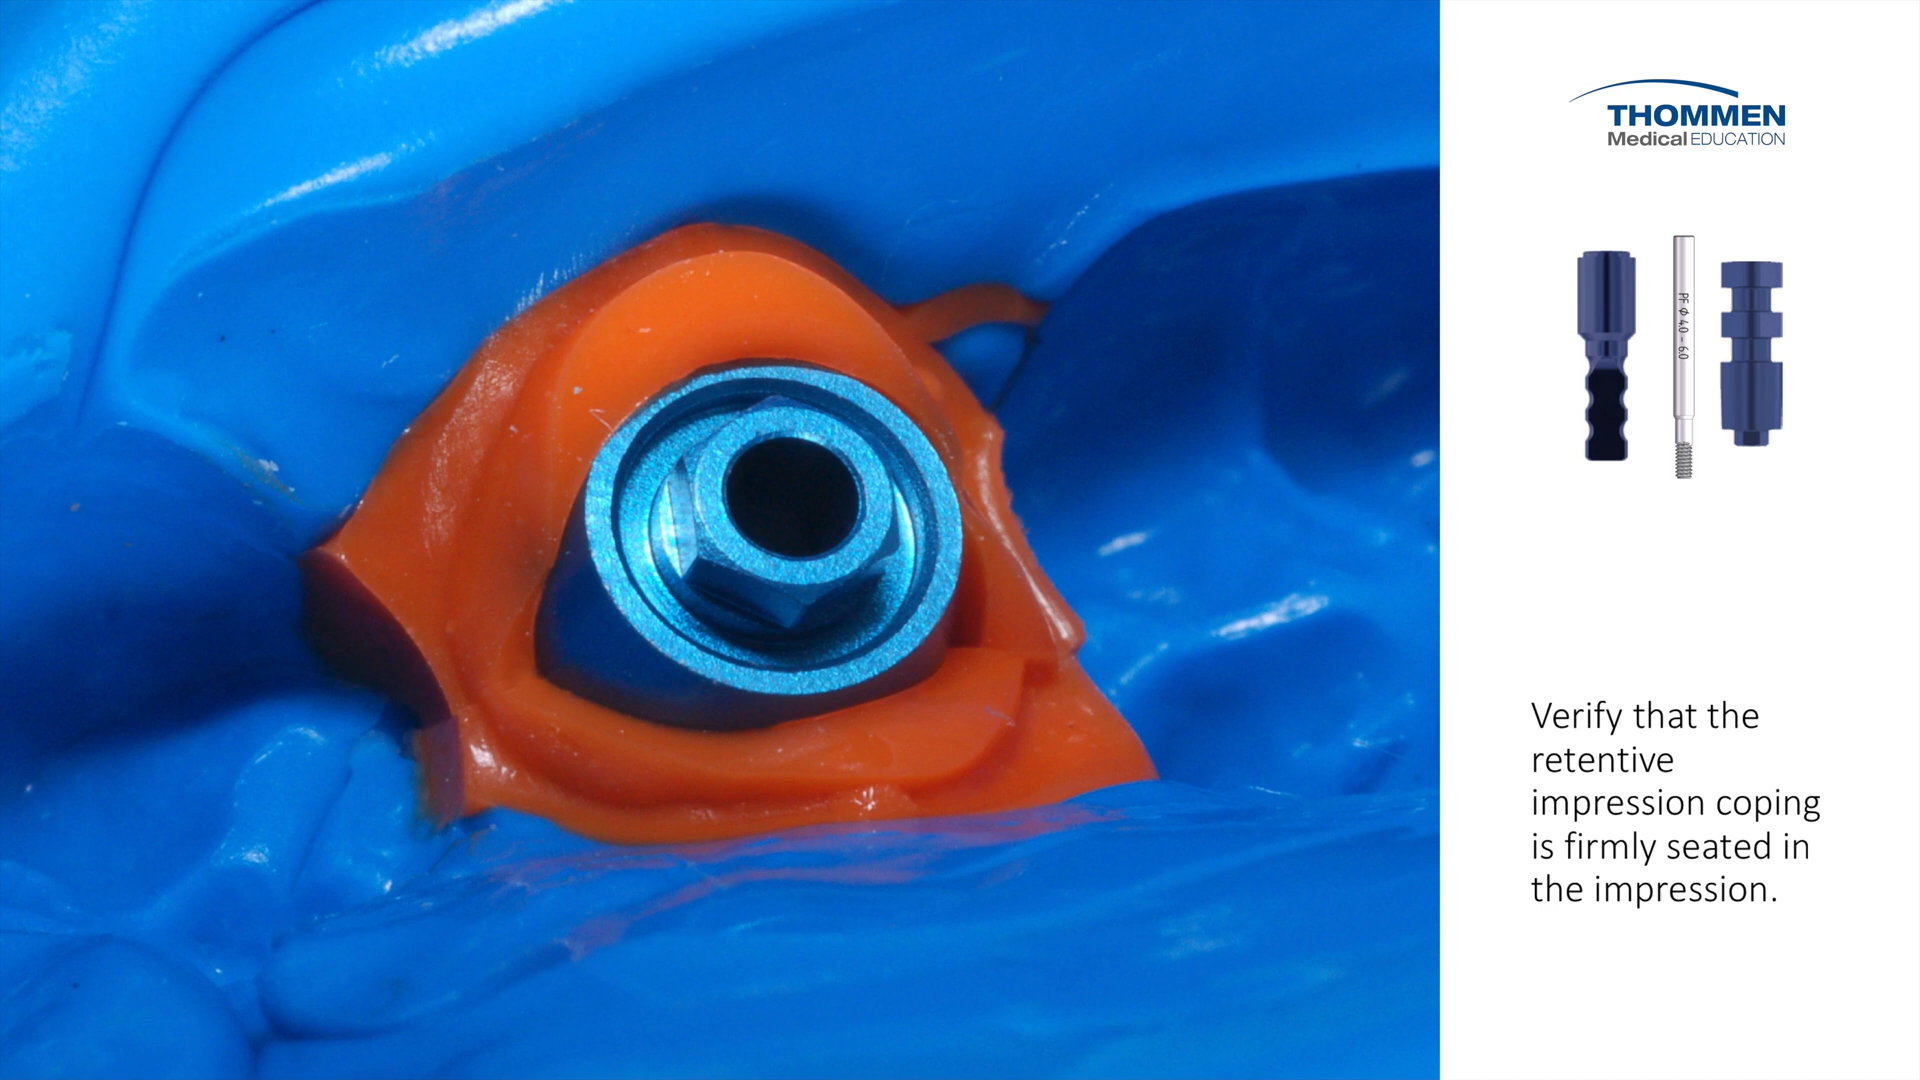 THOMMEN
Medical EDUCATION
PF Φ 4.0 - 6.0
Verify that the
retentive
impression coping
is firmly seated in
the impression.